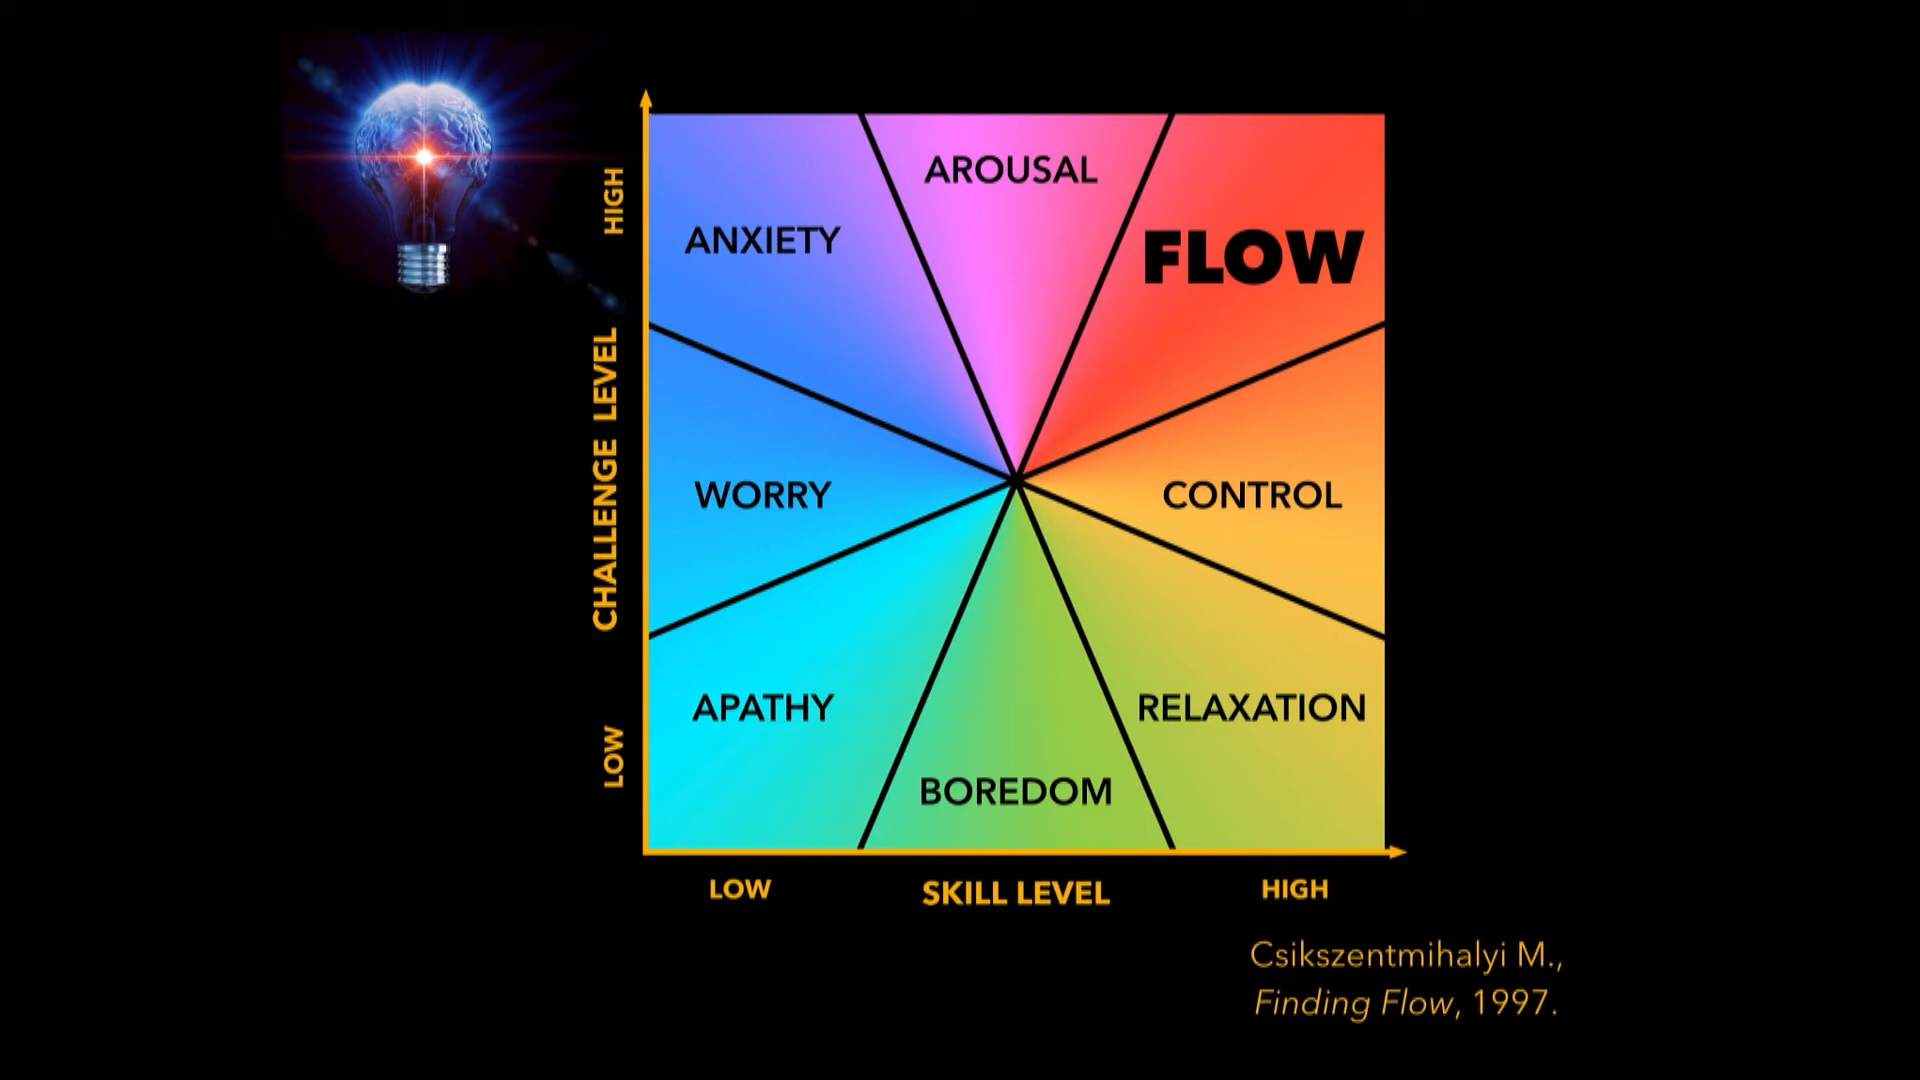 HIGH
CHALLENGE LEVEL
LOW
AROUSAL
ANXIETY
FLOW
WORRY
CONTROL
APATHY
RELAXATION
BOREDOM
LOW
SKILL LEVEL
HIGH
Csikszentmihalyi M.,
Finding Flow, 1997.